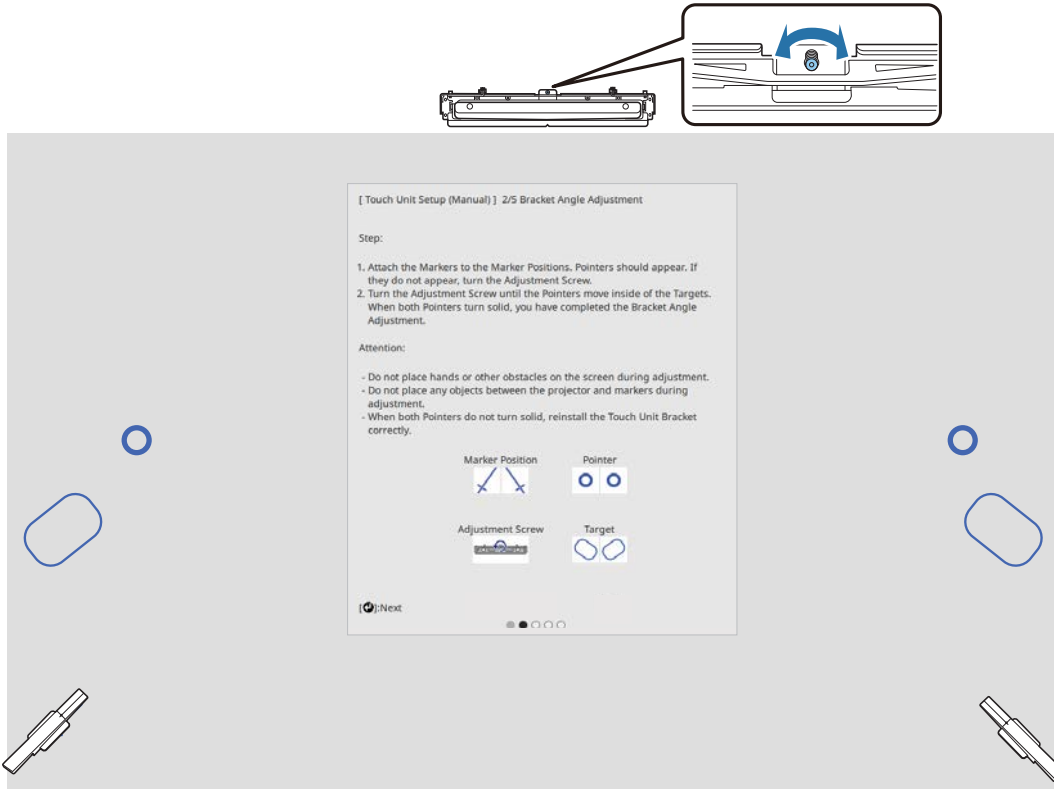 [ Touch Unit Setup (Manual) ] 2/5 Bracket Angle Adjustment
Step:
1. Attach the Markers to the Marker Positions. Pointers should appear. If
they do not appear, turn the Adjustment Screw.
2. Turn the Adjustment Screw until the Pointers move inside of the Targets.
When both Pointers turn solid, you have completed the Bracket Angle
Adjustment.
Attention:
- Do not place hands or other obstacles on the screen during adjustment.
- Do not place any objects between the projector and markers during
adjustment.
- When both Pointers do not turn solid, reinstall the Touch Unit Bracket
correctly.
Marker Position Pointer
Adjustment Screw Target
[ ]:Next